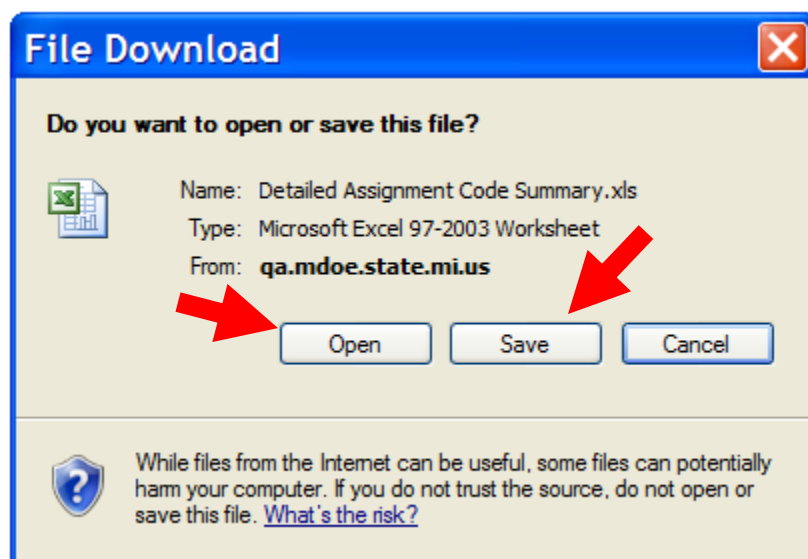 File Download
Do you want to open or save this file?
Name: Detailed Assignment Code Summary.xls
Type: Microsoft Excel 97-2003 Worksheet
From: qa.mdoe.state.mi.us
Open Save Cancel
While files from the Internet can be useful, some files can potentially
harm your computer. If you do not trust the source, do not open or
save this file. What's the risk?